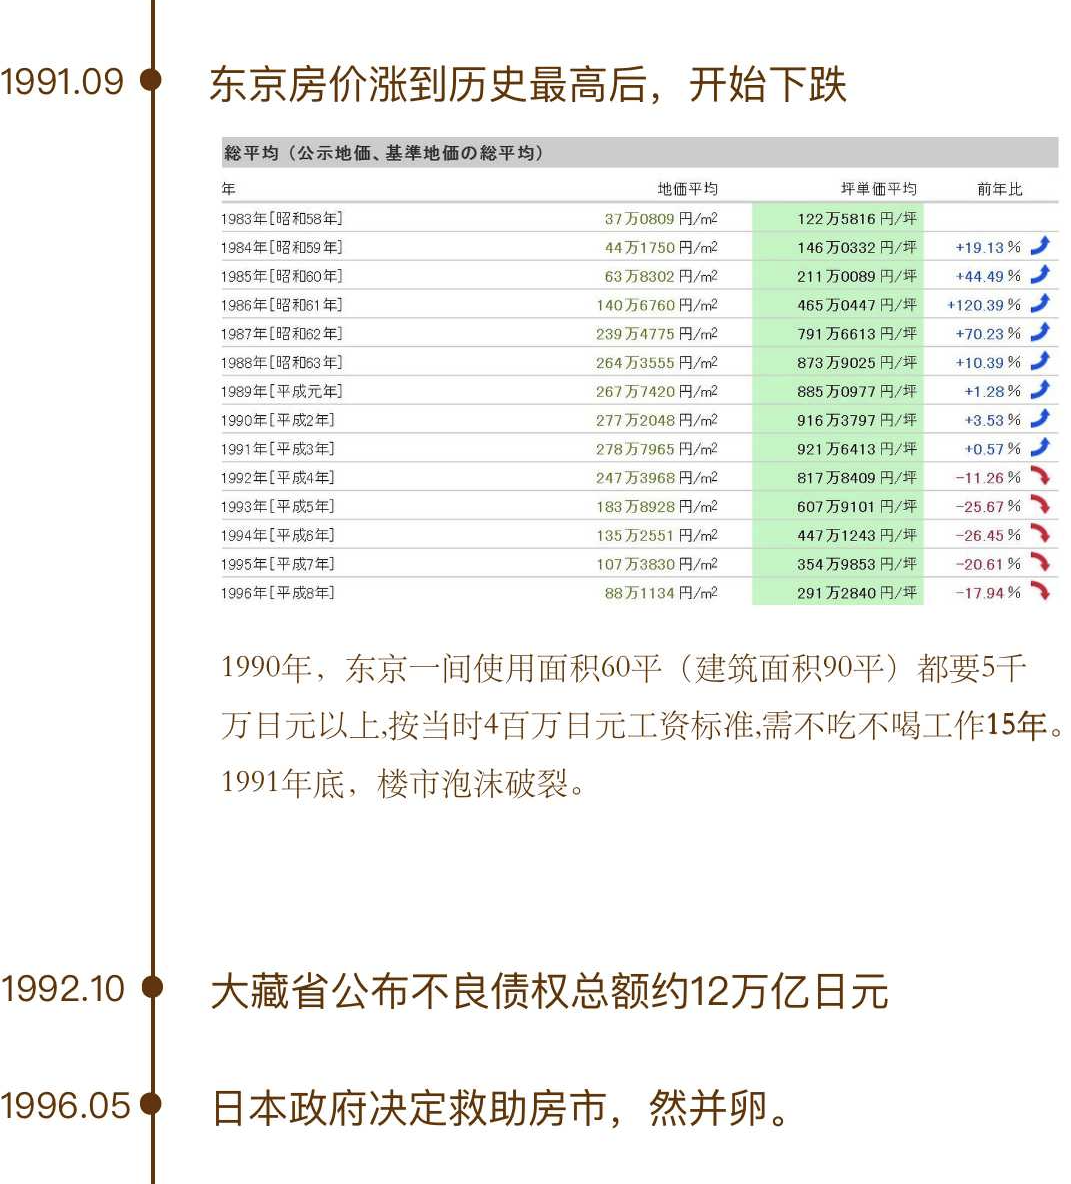 1991.09 东京房价涨到历史最高后，开始下跌
総平均（公示地価、基準地価の総平均）
年 地価平均 坪単価平均 前年比
1983年[昭和58年] 37万0809円/m2 122万5816円/坪
1984年[昭和59年] 44万1750円/m2 146万0332円/坪 +19.13%
1985年[昭和60年] 63万8302円/m2 211万0089円/坪 +44.49%
1986年[昭和61年] 140万6760円/m2 465万0447円/坪 +120.39%
1987年[昭和62年] 239万4775円/m2 791万6613円/坪 +70.23%
1988年[昭和63年] 264万3555円/m2 873万9025円/坪 +10.39%
1989年[平成元年] 267万7420円/m2 885万0977円/坪 +1.28%
1990年[平成2年] 277万2048円/m2 916万3797円/坪 +3.53%
1991年[平成3年] 278万7965円/m2 921万6413円/坪 +0.57%
1992年[平成4年] 247万3968円/m2 817万8409円/坪 -11.26%
1993年[平成5年] 183万8928円/m2 607万9101円/坪 -25.67%
1994年[平成6年] 135万2551円/m2 447万1243円/坪 -26.45%
1995年[平成7年] 107万3830円/m2 354万9853円/坪 -20.61%
1996年[平成8年] 88万1134円/m2 291万2840円/坪 -17.94%
1990年，东京一间使用面积60平（建筑面积90平）都要5千
万日元以上,按当时4百万日元工资标准,需不吃不喝工作15年。
1991年底，楼市泡沫破裂。
1992.10 大藏省公布不良债权总额约12万亿日元
1996.05 日本政府决定救助房市，然并卵。